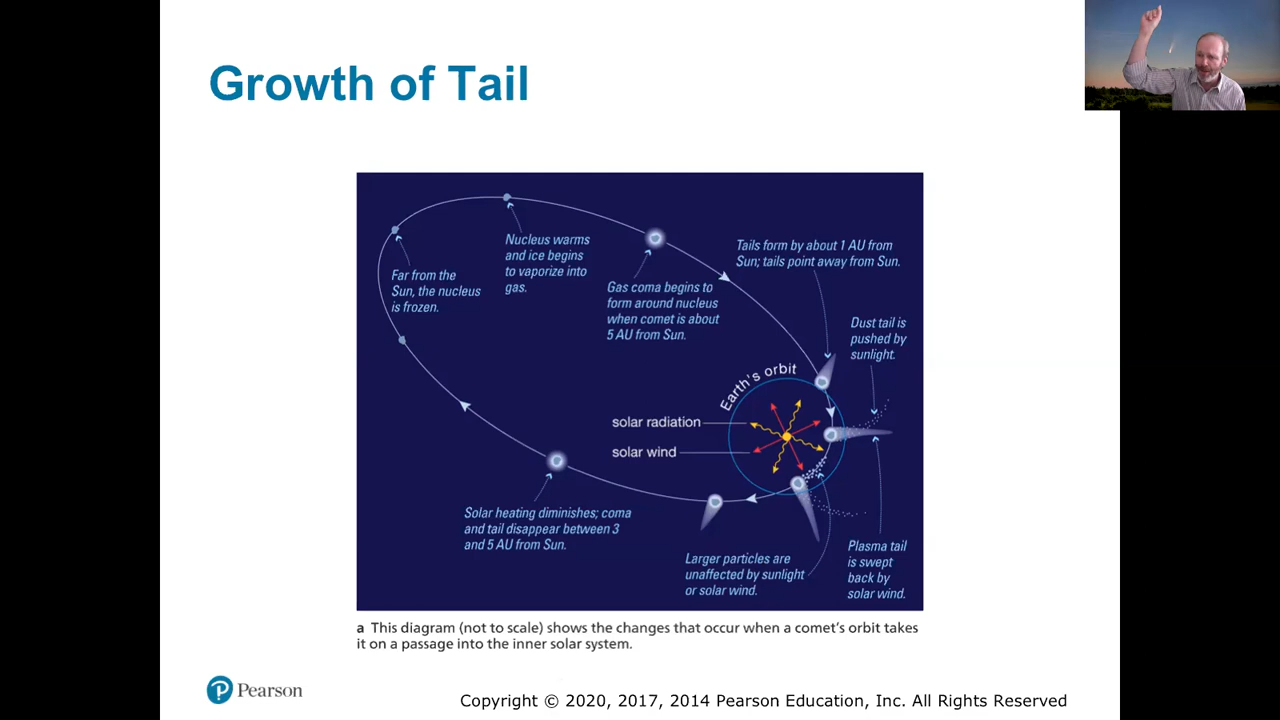 Growth of Tail
Nucleus warms
and ice begins
to vaporize into
gas.
Far from the
Sun, the nucleus
is frozen.
Gas coma begins to
form around nucleus
when comet is about
5 AU from Sun.
Tails form by about 1 AU from
Sun; tails point away from Sun.
Dust tail is
pushed by
sunlight.
Earth's orbit
solar radiation
solar wind
Solar heating diminishes; coma
and tail disappear between 3
and 5 AU from Sun.
Larger particles are
unaffected by sunlight
or solar wind.
Plasma tail
is swept
back by
solar wind.
a This diagram (not to scale) shows the changes that occur when a comet's orbit takes
it on a passage into the inner solar system.
P Pearson
Copyright © 2020, 2017, 2014 Pearson Education, Inc. All Rights Reserved